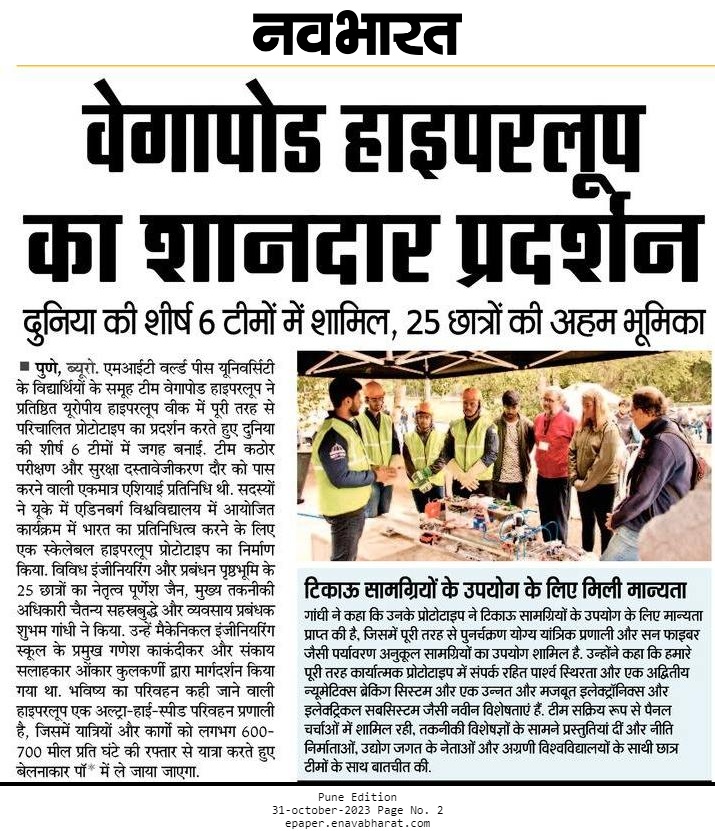 नवभारत
वेगापोड हाइपरलूप
का शानदार प्रदर्शन
दुनिया की शीर्ष 6 टीमों में शामिल, 25 छात्रों की अहम भूमिका
■ पुणे, ब्यूरो. एमआईटी वर्ल्ड पीस यूनिवर्सिटी
के विद्यार्थियों के समूह टीम वेगापोड हाइपरलूप ने
प्रतिष्ठित यूरोपीय हाइपरलूप वीक में पूरी तरह से
परिचालित प्रोटोटाइप का प्रदर्शन करते हुए दुनिया
की शीर्ष 6 टीमों में जगह बनाई. टीम कठोर
परीक्षण और सुरक्षा दस्तावेजीकरण दौर को पास
करने वाली एकमात्र एशियाई प्रतिनिधि थी. सदस्यों
ने यूके में एडिनबर्ग विश्वविद्यालय में आयोजित
कार्यक्रम में भारत का प्रतिनिधित्व करने के लिए
एक स्केलेबल हाइपरलूप प्रोटोटाइप का निर्माण
किया. विविध इंजीनियरिंग और प्रबंधन पृष्ठभूमि के
25 छात्रों का नेतृत्व पूर्णेश जैन, मुख्य तकनीकी
अधिकारी चैतन्य सहस्रबुद्धे और व्यवसाय प्रबंधक
शुभम गांधी ने किया. उन्हें मैकेनिकल इंजीनियरिंग
स्कूल के प्रमुख गणेश काकंदीकर और संकाय
सलाहकार ओंकार कुलकर्णी द्वारा मार्गदर्शन किया
गया था. भविष्य का परिवहन कही जाने वाली
हाइपरलूप एक अल्ट्रा-हाई-स्पीड परिवहन प्रणाली
है, जिसमें यात्रियों और कार्गो को लगभग 600-
700 मील प्रति घंटे की रफ्तार से यात्रा करते हुए
बेलनाकार पॉ* में ले जाया जाएगा.
टिकाऊ सामग्रियों के उपयोग के लिए मिली मान्यता
गांधी ने कहा कि उनके प्रोटोटाइप ने टिकाऊ सामग्रियों के उपयोग के लिए मान्यता
प्राप्त की है, जिसमें पूरी तरह से पुनर्चक्रण योग्य यांत्रिक प्रणाली और सन फाइबर
जैसी पर्यावरण अनुकूल सामग्रियों का उपयोग शामिल है. उन्होंने कहा कि हमारे
पूरी तरह कार्यात्मक प्रोटोटाइप में संपर्क रहित पार्श्व स्थिरता और एक अद्वितीय
न्यूमेटिक्स ब्रेकिंग सिस्टम और एक उन्नत और मजबूत इलेक्ट्रॉनिक्स और
इलेक्ट्रिकल सबसिस्टम जैसी नवीन विशेषताएं हैं. टीम सक्रिय रूप से पैनल
चर्चाओं में शामिल रही, तकनीकी विशेषज्ञों के सामने प्रस्तुतियां दीं और नीति
निर्माताओं, उद्योग जगत के नेताओं और अग्रणी विश्वविद्यालयों के साथी छात्र
टीमों के साथ बातचीत की.
Pune Edition
31-october-2023 Page No. 2
epaper.enavabharat.com